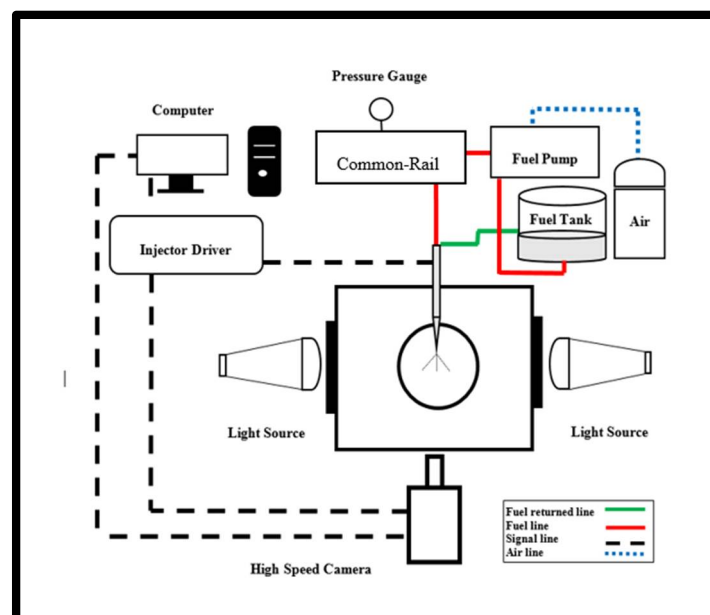 Pressure Gauge
Computer
Common-Rail
Fuel Pump
Fuel Tank
Air
Injector Driver
Light Source
Light Source
High Speed Camera
Fuel returned line
Fuel line
Signal line
Air line